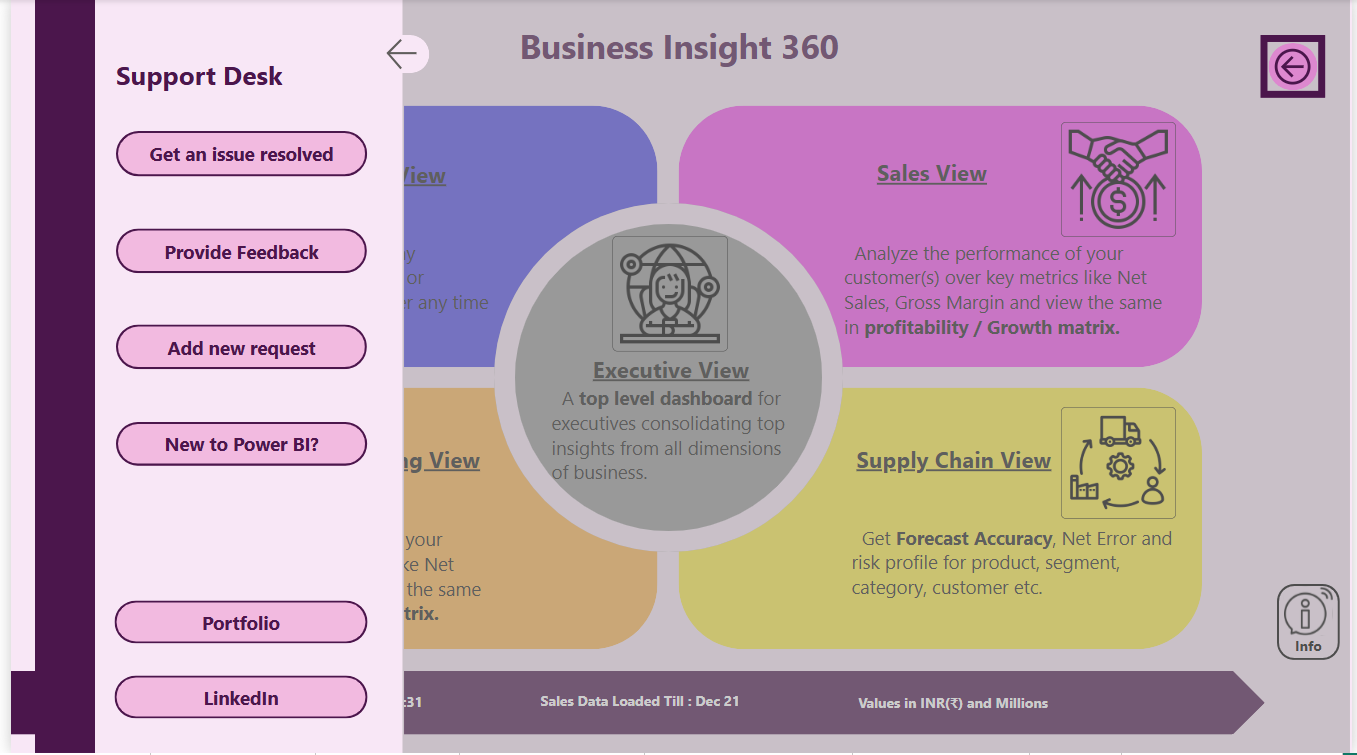 Business Insight 360
Support Desk
Get an issue resolved
Provide Feedback
Add new request
New to Power BI?
Portfolio
LinkedIn
View
or
any time
Sales View
Analyze the performance of your
customer(s) over key metrics like Net
Sales, Gross Margin and view the same
in profitability / Growth matrix.
Executive View
A top level dashboard for
executives consolidating top
insights from all dimensions
of business.
View
your
Net
the same
Supply Chain View
Get Forecast Accuracy, Net Error and
risk profile for product, segment,
category, customer etc.
Info
:31
Sales Data Loaded Till : Dec 21
Values in INR(₹) and Millions